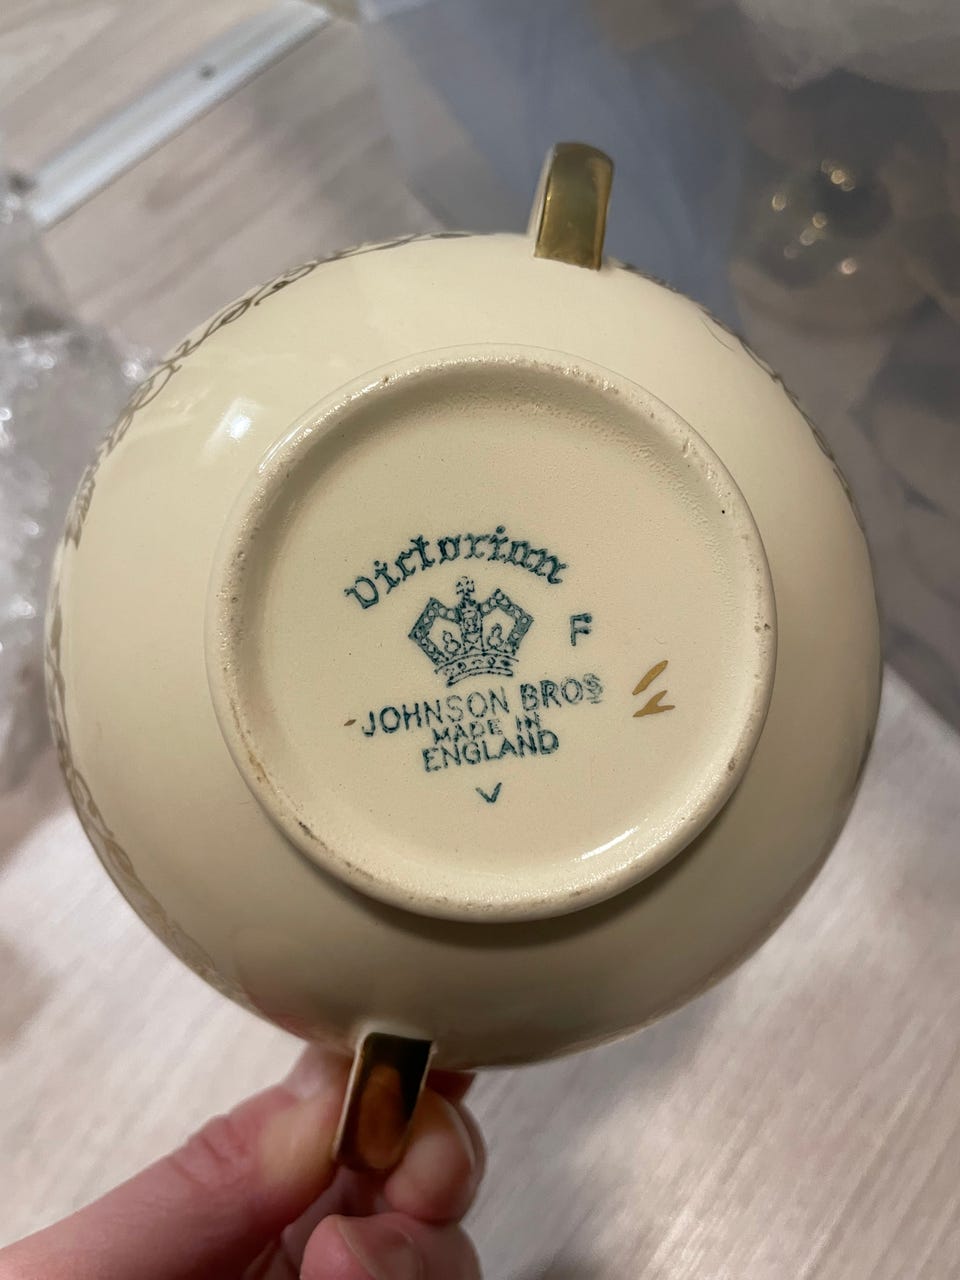 Victorian
F
JOHNSON BROS
MADE IN
ENGLAND
V